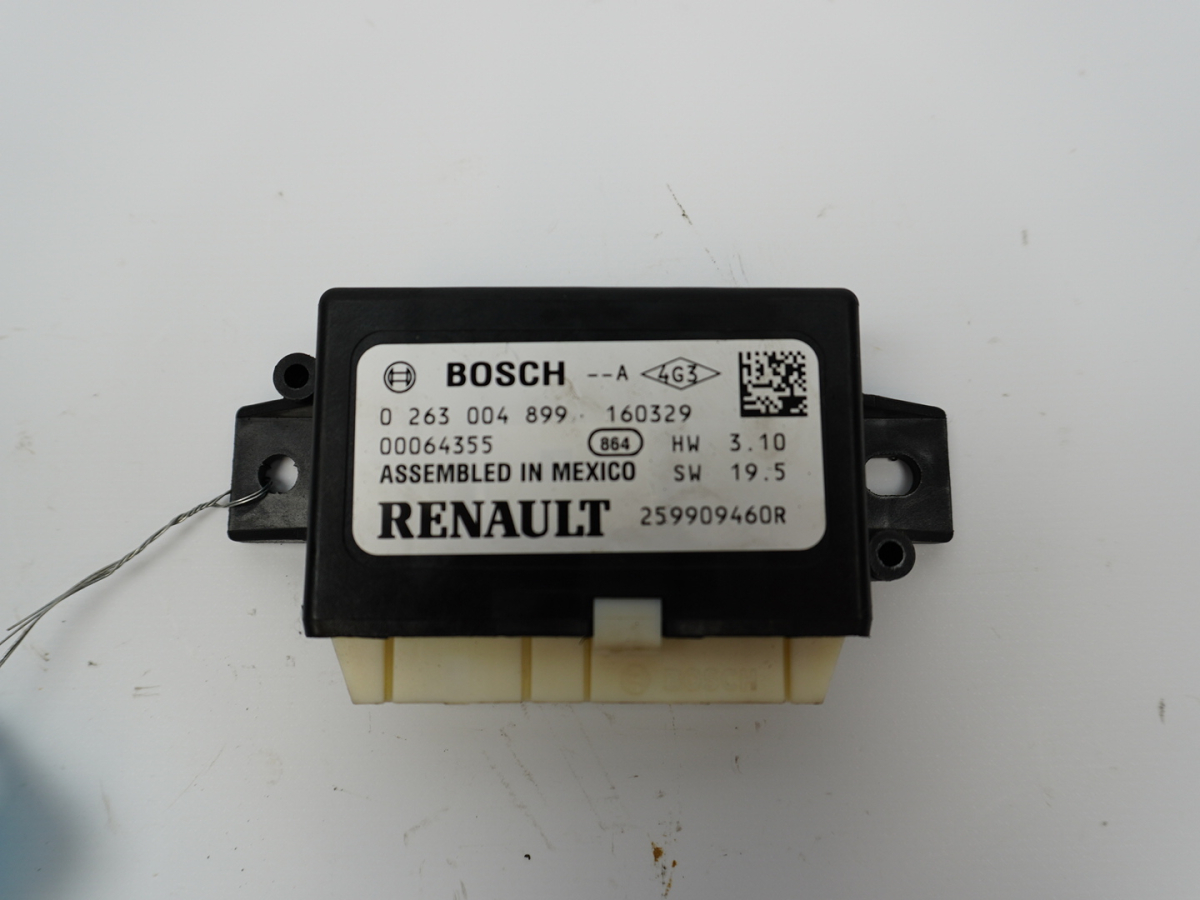 BOSCH --A 4G3
0 263 004 899 160329
00064355 864 HW 3.10
ASSEMBLED IN MEXICO SW 19.5
RENAULT 259909460R
BOSCH